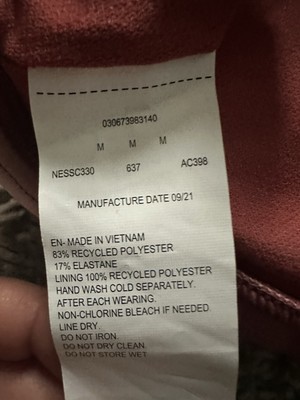 030673983140
M M M
NESSC330 637 AC398
MANUFACTURE DATE 09/21
EN- MADE IN VIETNAM
83% RECYCLED POLYESTER
17% ELASTANE
LINING 100% RECYCLED POLYESTER
HAND WASH COLD SEPARATELY.
AFTER EACH WEARING.
NON-CHLORINE BLEACH IF NEEDED
LINE DRY.
DO NOT IRON.
DO NOT DRY CLEAN.
DO NOT STORE WET